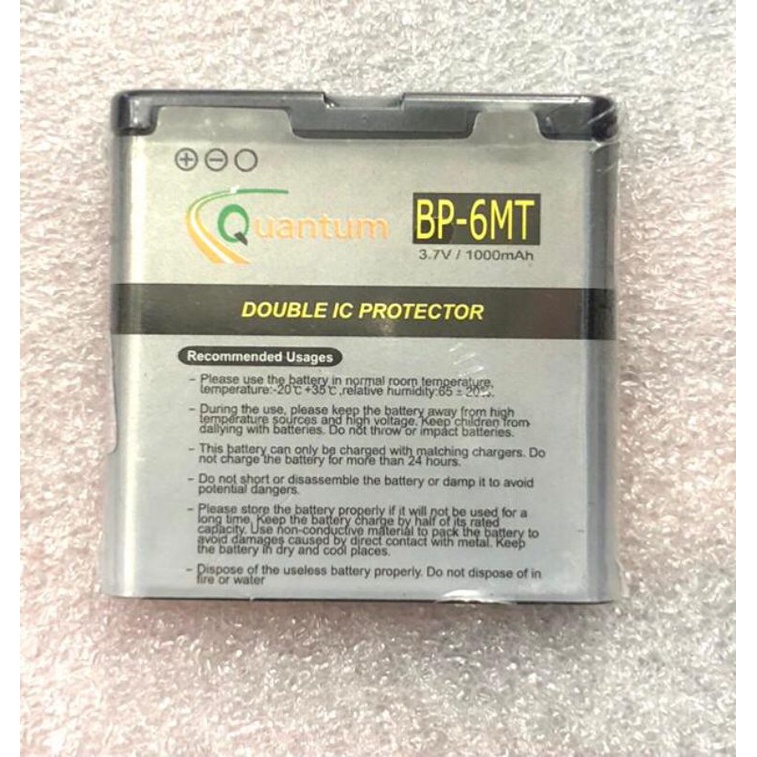 Quantum
BP-6MT
3.7V / 1000mAh
DOUBLE IC PROTECTOR
Recommended Usages
- Please use the battery in normal room temperature,
temperature:-20℃+35℃,relative humidity:65 ± 20%.
- During the use, please keep the battery away from high
temperature sources and high voltage. Keep children from
dallying with batteries. Do not throw or impact batteries.
- This battery can only be charged with matching chargers. Do
not charge the battery for more than 24 hours.
- Do not short or disassemble the battery or damp it to avoid
potential dangers.
- Please store the battery properly if it will not be used for a
long time. Keep the battery charge by half of its rated
capacity. Use non-conductive material to pack the battery to
avoid damages caused by direct contact with metal. Keep
the battery in dry and cool places.
- Dispose of the useless battery properly. Do not dispose of in
fire or water